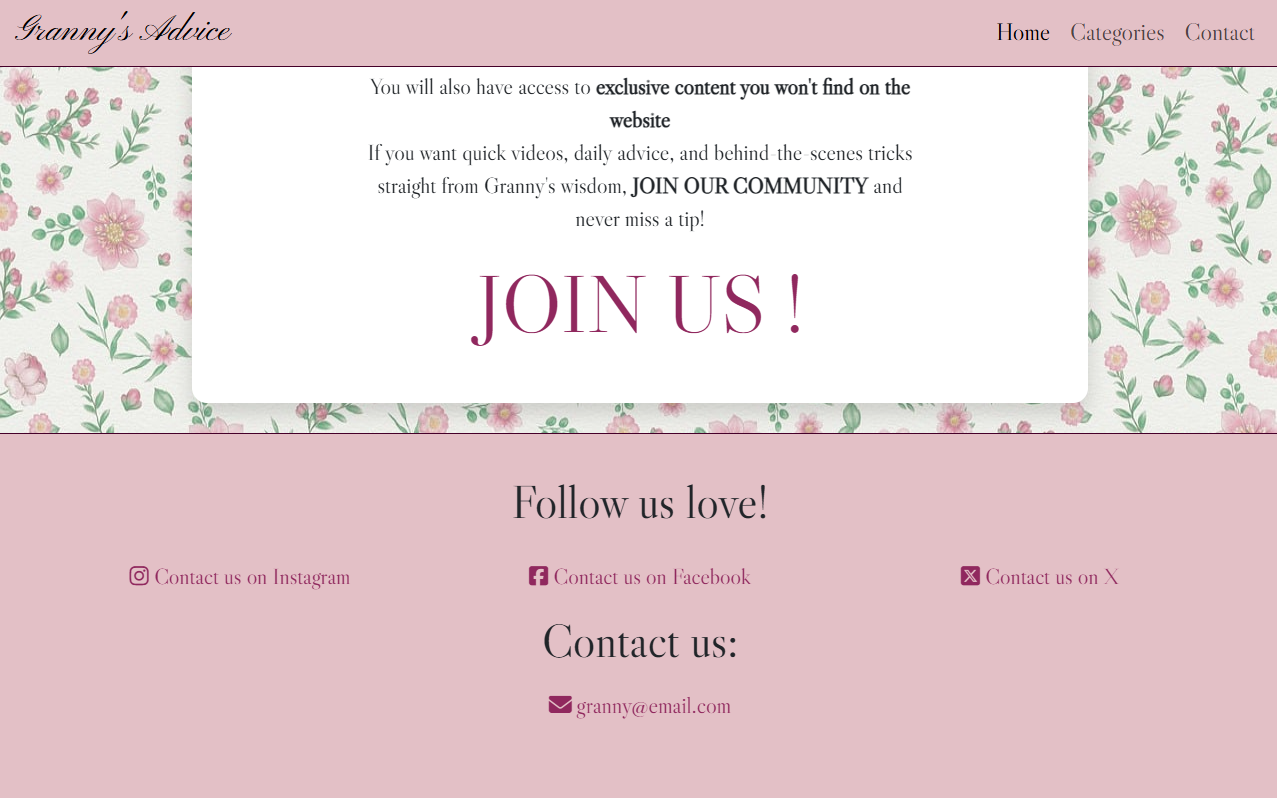 Granny's Advice
Home Categories Contact
You will also have access to exclusive content you won't find on the
website
If you want quick videos, daily advice, and behind-the-scenes tricks
straight from Granny's wisdom, JOIN OUR COMMUNITY and
never miss a tip!
JOIN US !
Follow us love!
Contact us on Instagram Contact us on Facebook Contact us on X
Contact us:
granny@email.com